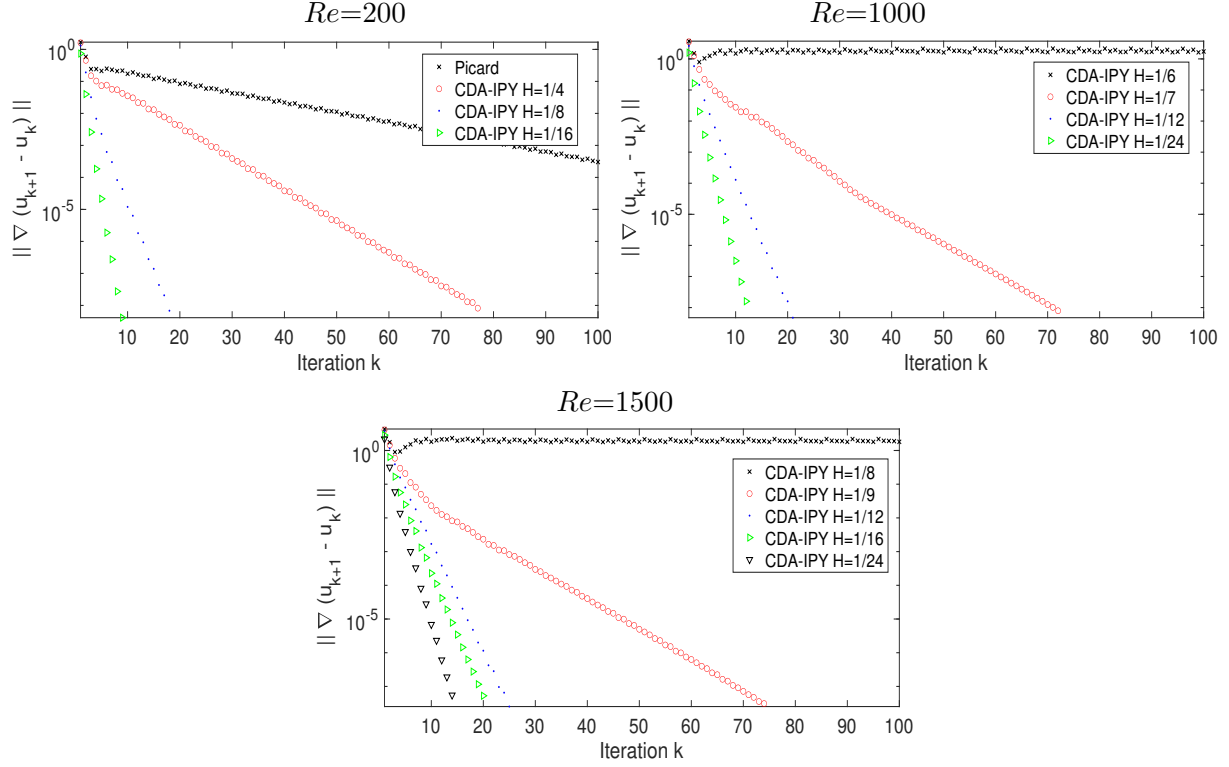 Re=200
|| ∇ (u_{k+1} - u_k) ||
10^0
10^{-5}
Picard
CDA-IPY H=1/4
CDA-IPY H=1/8
CDA-IPY H=1/16
10 20 30 40 50 60 70 80 90 100
Iteration k
Re=1000
|| ∇ (u_{k+1} - u_k) ||
10^0
10^{-5}
CDA-IPY H=1/6
CDA-IPY H=1/7
CDA-IPY H=1/12
CDA-IPY H=1/24
10 20 30 40 50 60 70 80 90 100
Iteration k
Re=1500
|| ∇ (u_{k+1} - u_k) ||
10^0
10^{-5}
CDA-IPY H=1/8
CDA-IPY H=1/9
CDA-IPY H=1/12
CDA-IPY H=1/16
CDA-IPY H=1/24
10 20 30 40 50 60 70 80 90 100
Iteration k